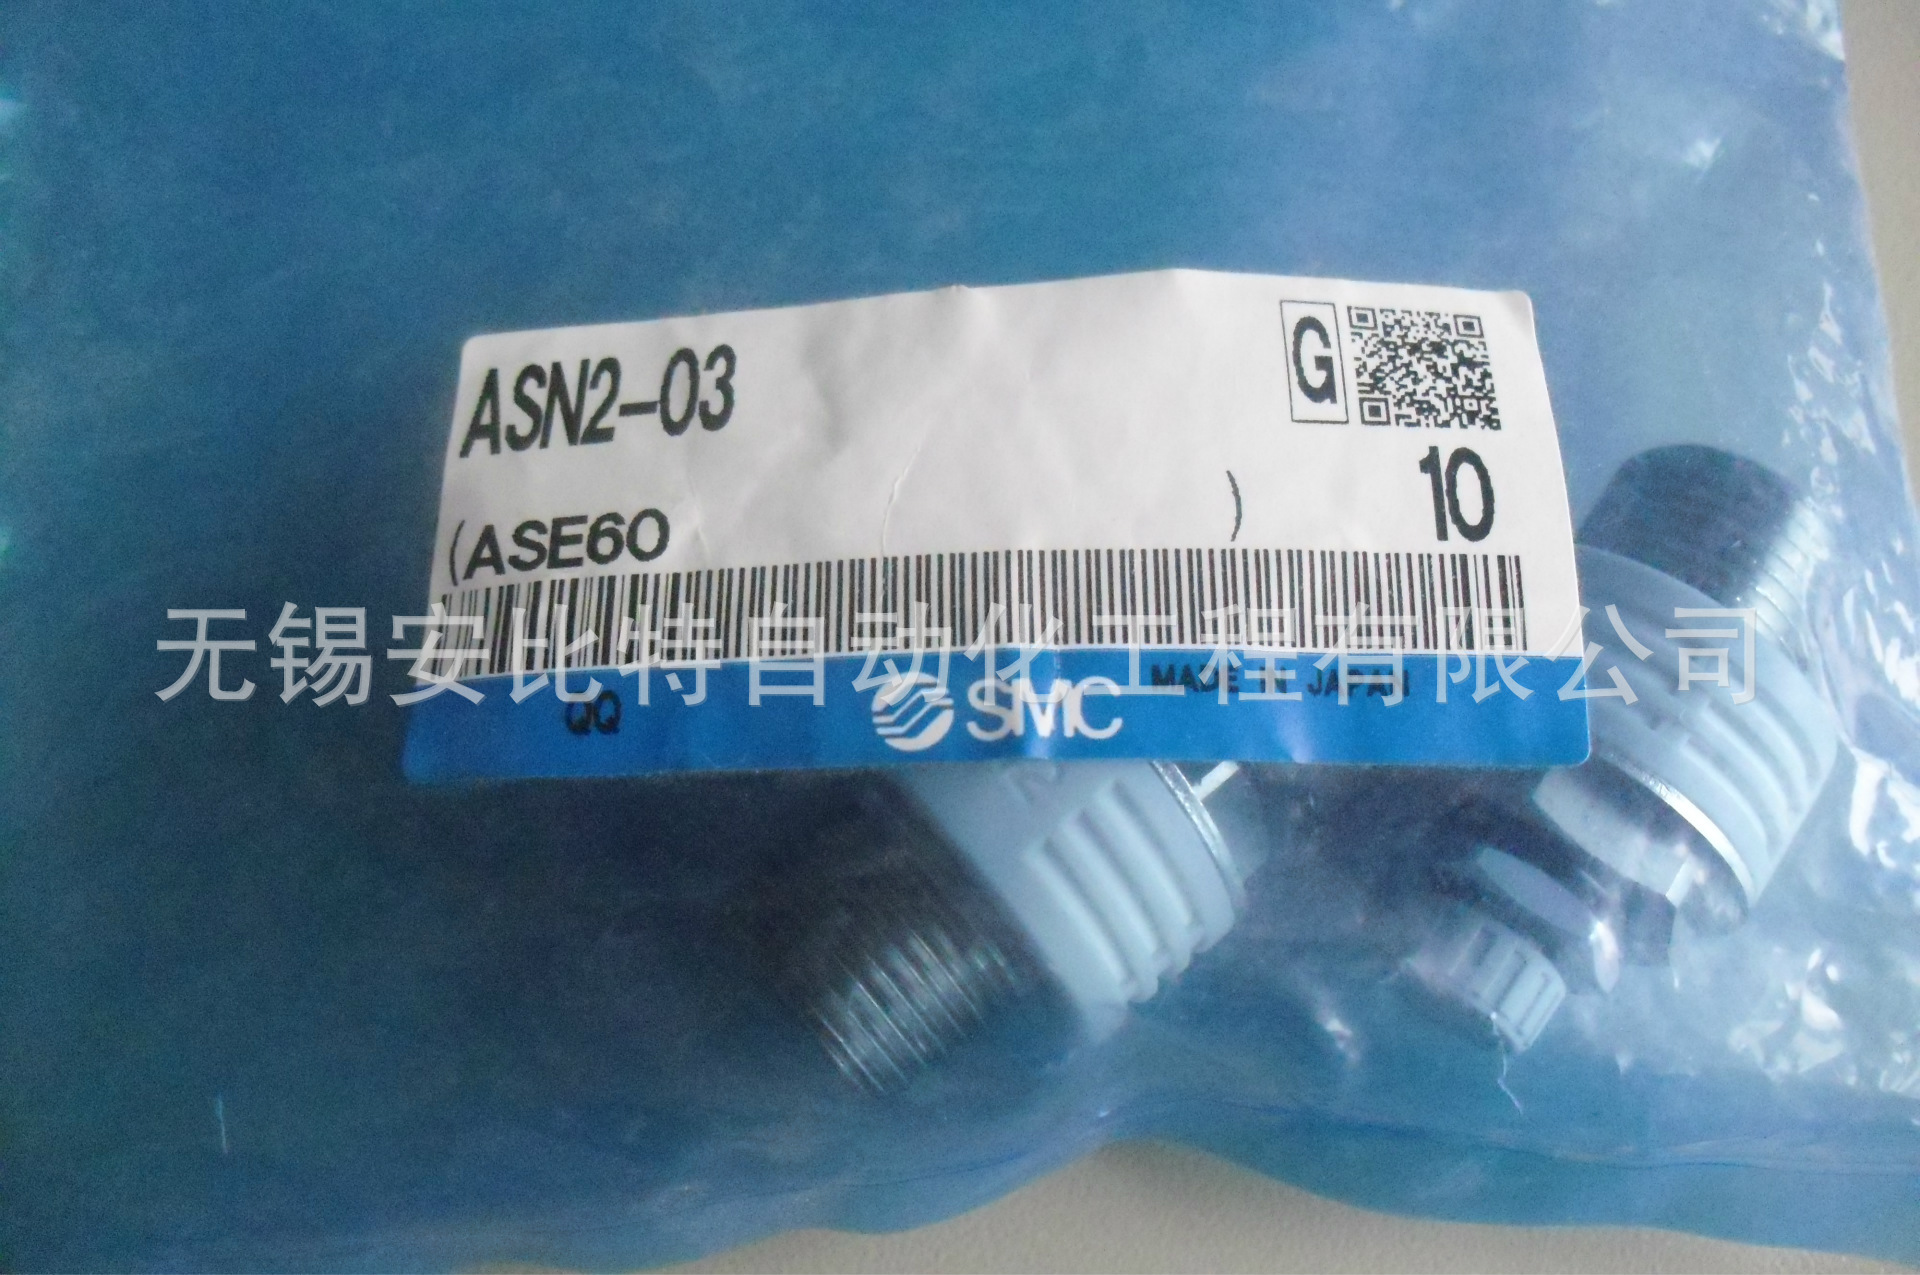 ASN2-03
G
(ASE60 )
10
无锡安比特自动化工程有限公司
QQ
SMC
MADE IN JAPAN